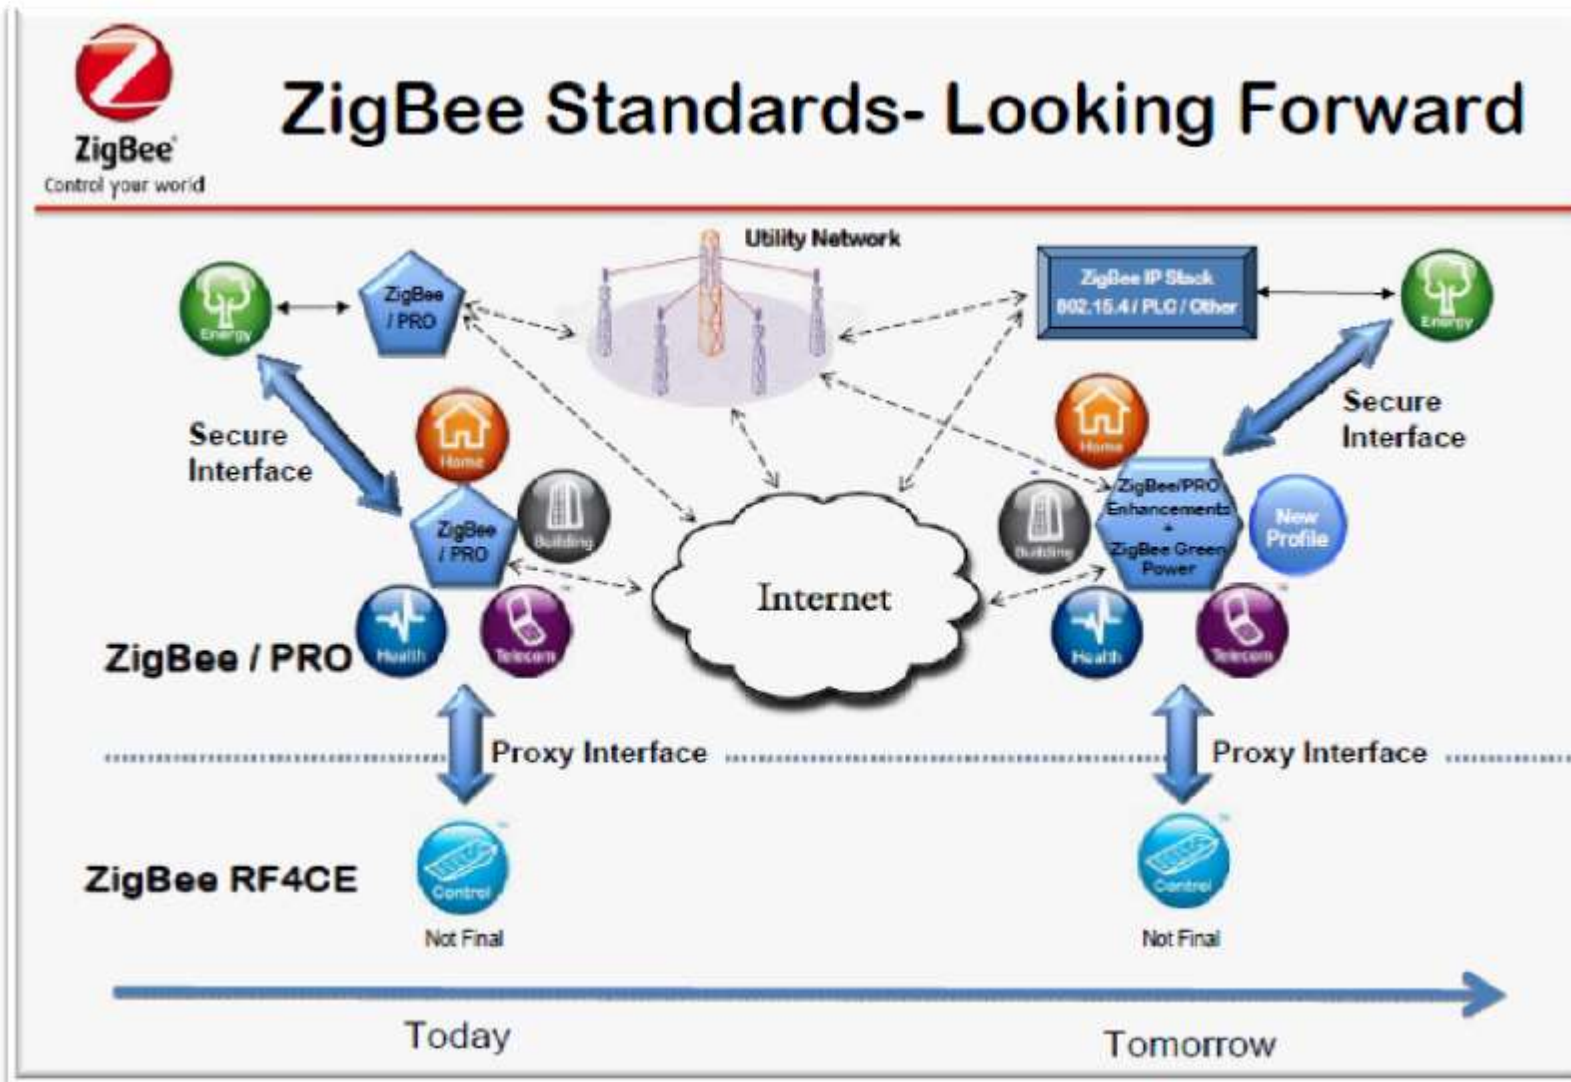 ZigBee®
Control your world
ZigBee Standards- Looking Forward
Utility Network
Energy
ZigBee
/ PRO
ZigBee IP Stack
802.15.4 / PLC / Other
Energy
Secure
Interface
Home
ZigBee
/ PRO
Building
Health
Telecom
Internet
Home
Building
ZigBee/PRO
Enhancements
+
ZigBee Green
Power
New
Profile
Health
Telecom
Secure
Interface
ZigBee / PRO
Proxy Interface
Proxy Interface
ZigBee RF4CE
Control
Not Final
Control
Not Final
Today
Tomorrow